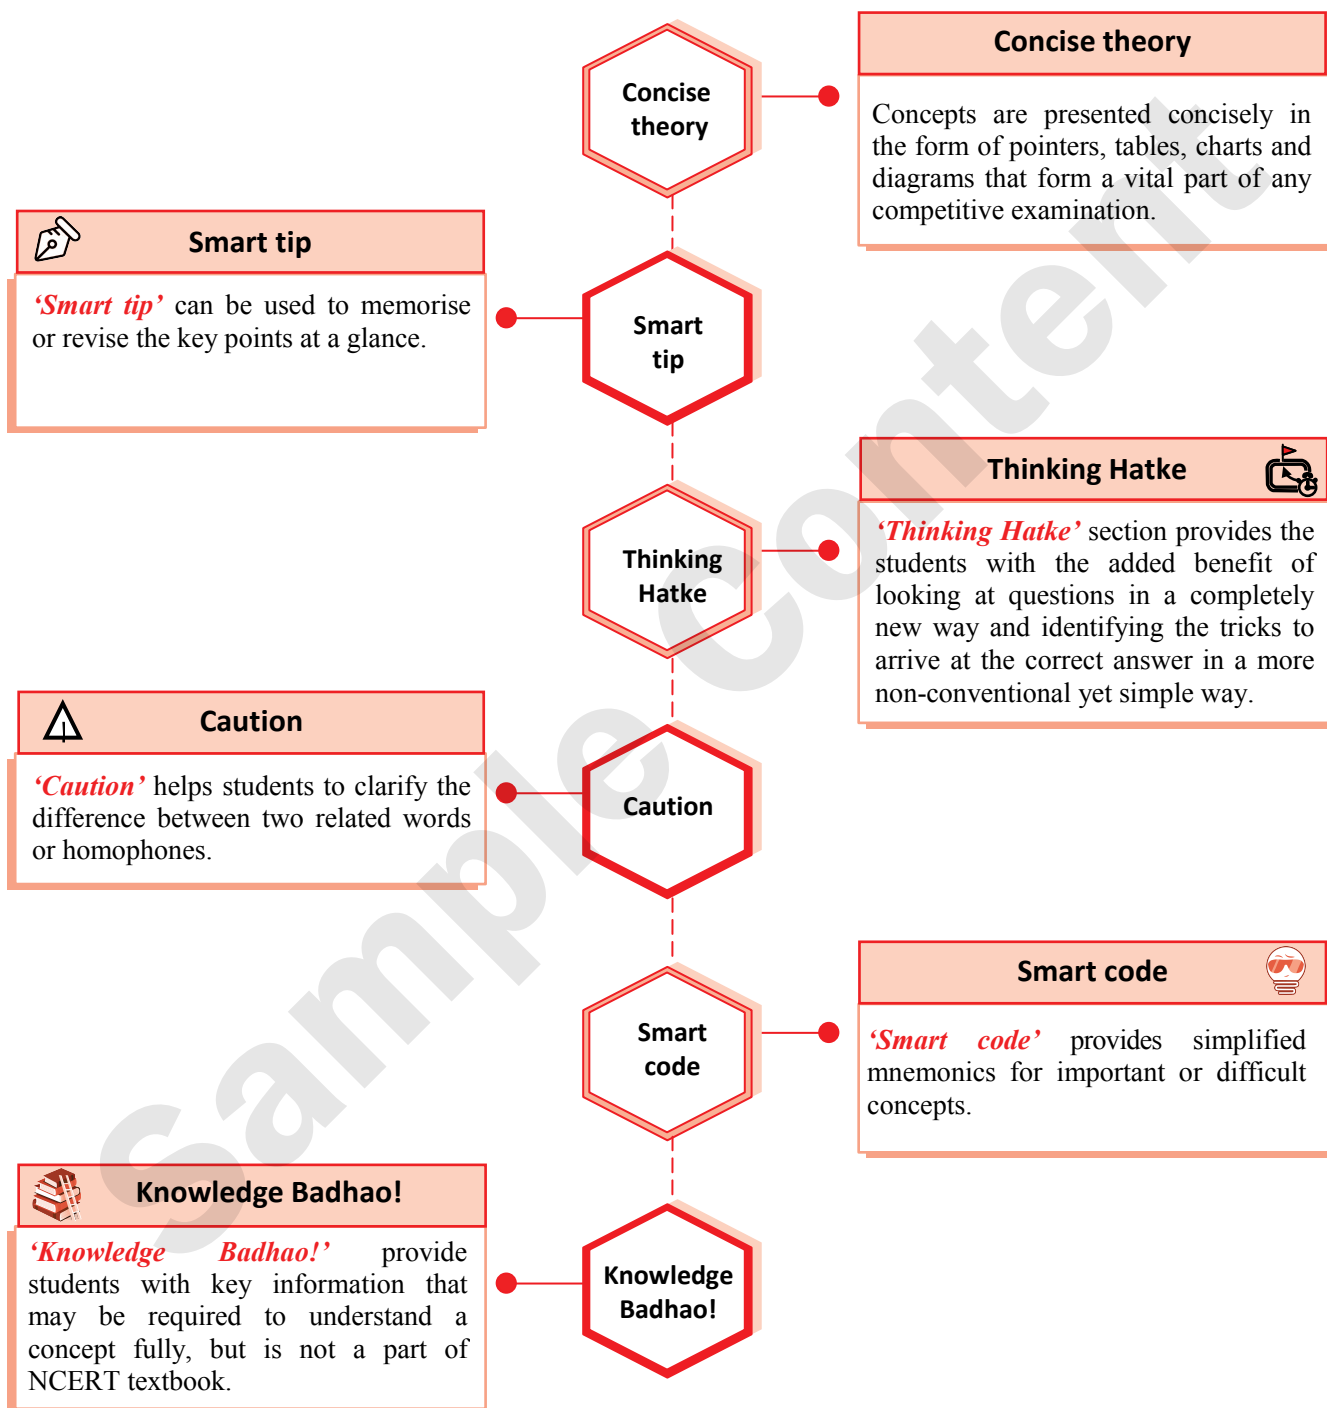 Concise
theory
Concise theory
Concepts are presented concisely in
the form of pointers, tables, charts and
diagrams that form a vital part of any
competitive examination.
Smart tip
‘Smart tip’ can be used to memorise
or revise the key points at a glance.
Smart
tip
Thinking
Hatke
Thinking Hatke
‘Thinking Hatke’ section provides the
students with the added benefit of
looking at questions in a completely
new way and identifying the tricks to
arrive at the correct answer in a more
non-conventional yet simple way.
Caution
‘Caution’ helps students to clarify the
difference between two related words
or homophones.
Caution
Smart
code
Smart code
‘Smart code’ provides simplified
mnemonics for important or difficult
concepts.
Knowledge Badhao!
‘Knowledge Badhao!’ provide
students with key information that
may be required to understand a
concept fully, but is not a part of
NCERT textbook.
Knowledge
Badhao!
Sample Content